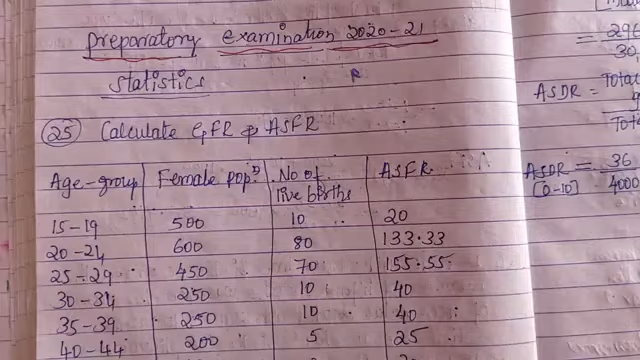 Preparatory Examination 2020-21
Statistics
25 Calculate GFR & ASFR
Age-group Female popn No of live births ASFR
15-19 500 10 20
20-24 600 80 133.33
25-29 450 70 155.55
30-34 250 10 40
35-39 250 10 40
40-44 200 5 25
= 296
30,
ASDR = Total
Tot
ASDR [0-10] = 36
4000